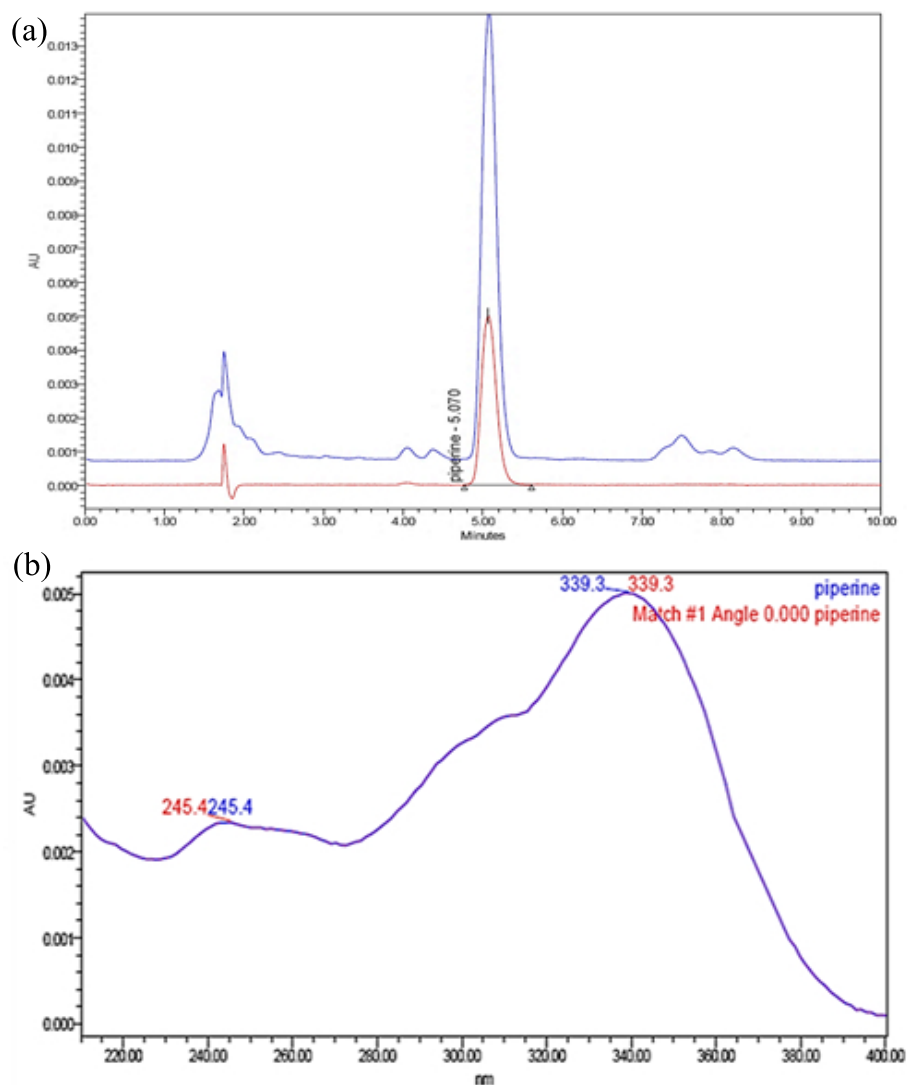 (a)
0.013
0.012
0.011
0.010
0.009
0.008
0.007
0.006
0.005
0.004
0.003
0.002
0.001
0.000
AU
piperine - 5.070
0.00 1.00 2.00 3.00 4.00 5.00 6.00 7.00 8.00 9.00 10.00
Minutes
(b)
339.3 339.3 piperine
Match #1 Angle 0.000 piperine
245.4 245.4
0.005
0.004
0.003
0.002
0.001
0.000
AU
220.00 240.00 260.00 280.00 300.00 320.00 340.00 360.00 380.00 400.00
nm